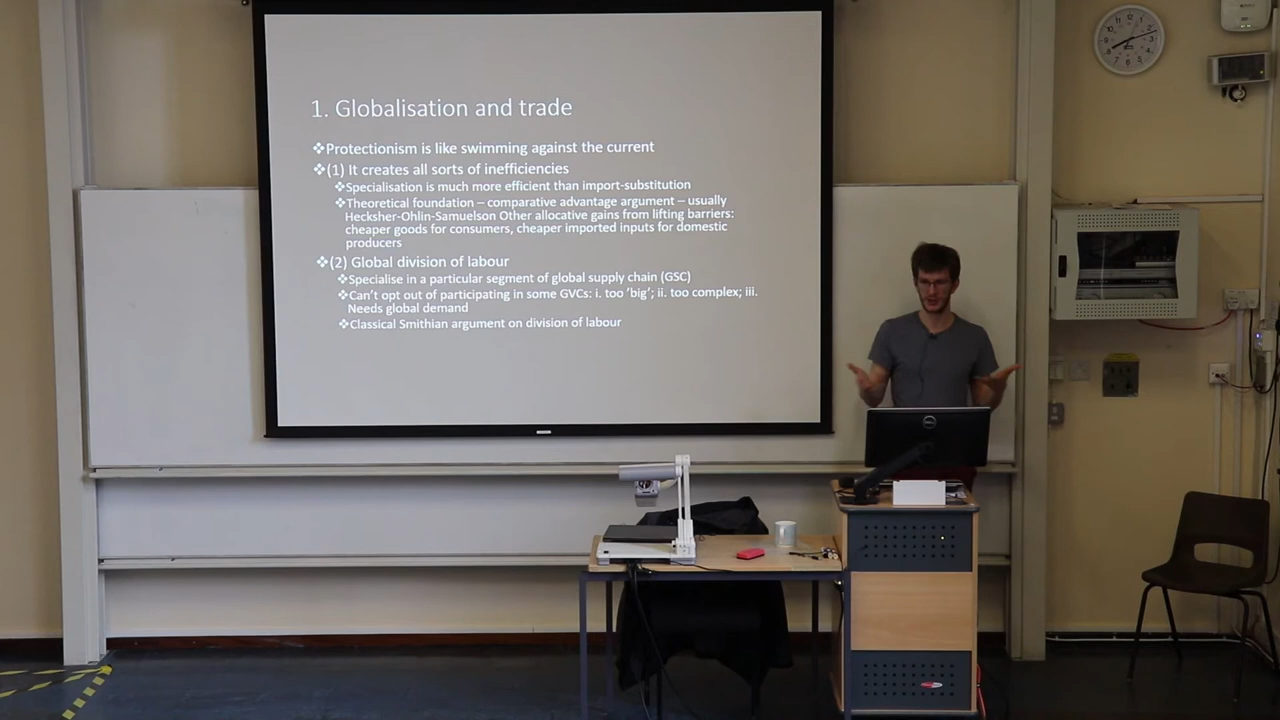 1. Globalisation and trade
❖Protectionism is like swimming against the current
❖(1) It creates all sorts of inefficiencies
❖Specialisation is much more efficient than import-substitution
❖Theoretical foundation – comparative advantage argument – usually
Hecksher-Ohlin-Samuelson Other allocative gains from lifting barriers:
cheaper goods for consumers, cheaper imported inputs for domestic
producers
❖(2) Global division of labour
❖Specialise in a particular segment of global supply chain (GSC)
❖Can't opt out of participating in some GVCs: i. too 'big'; ii. too complex; iii.
Needs global demand
❖Classical Smithian argument on division of labour
DELL